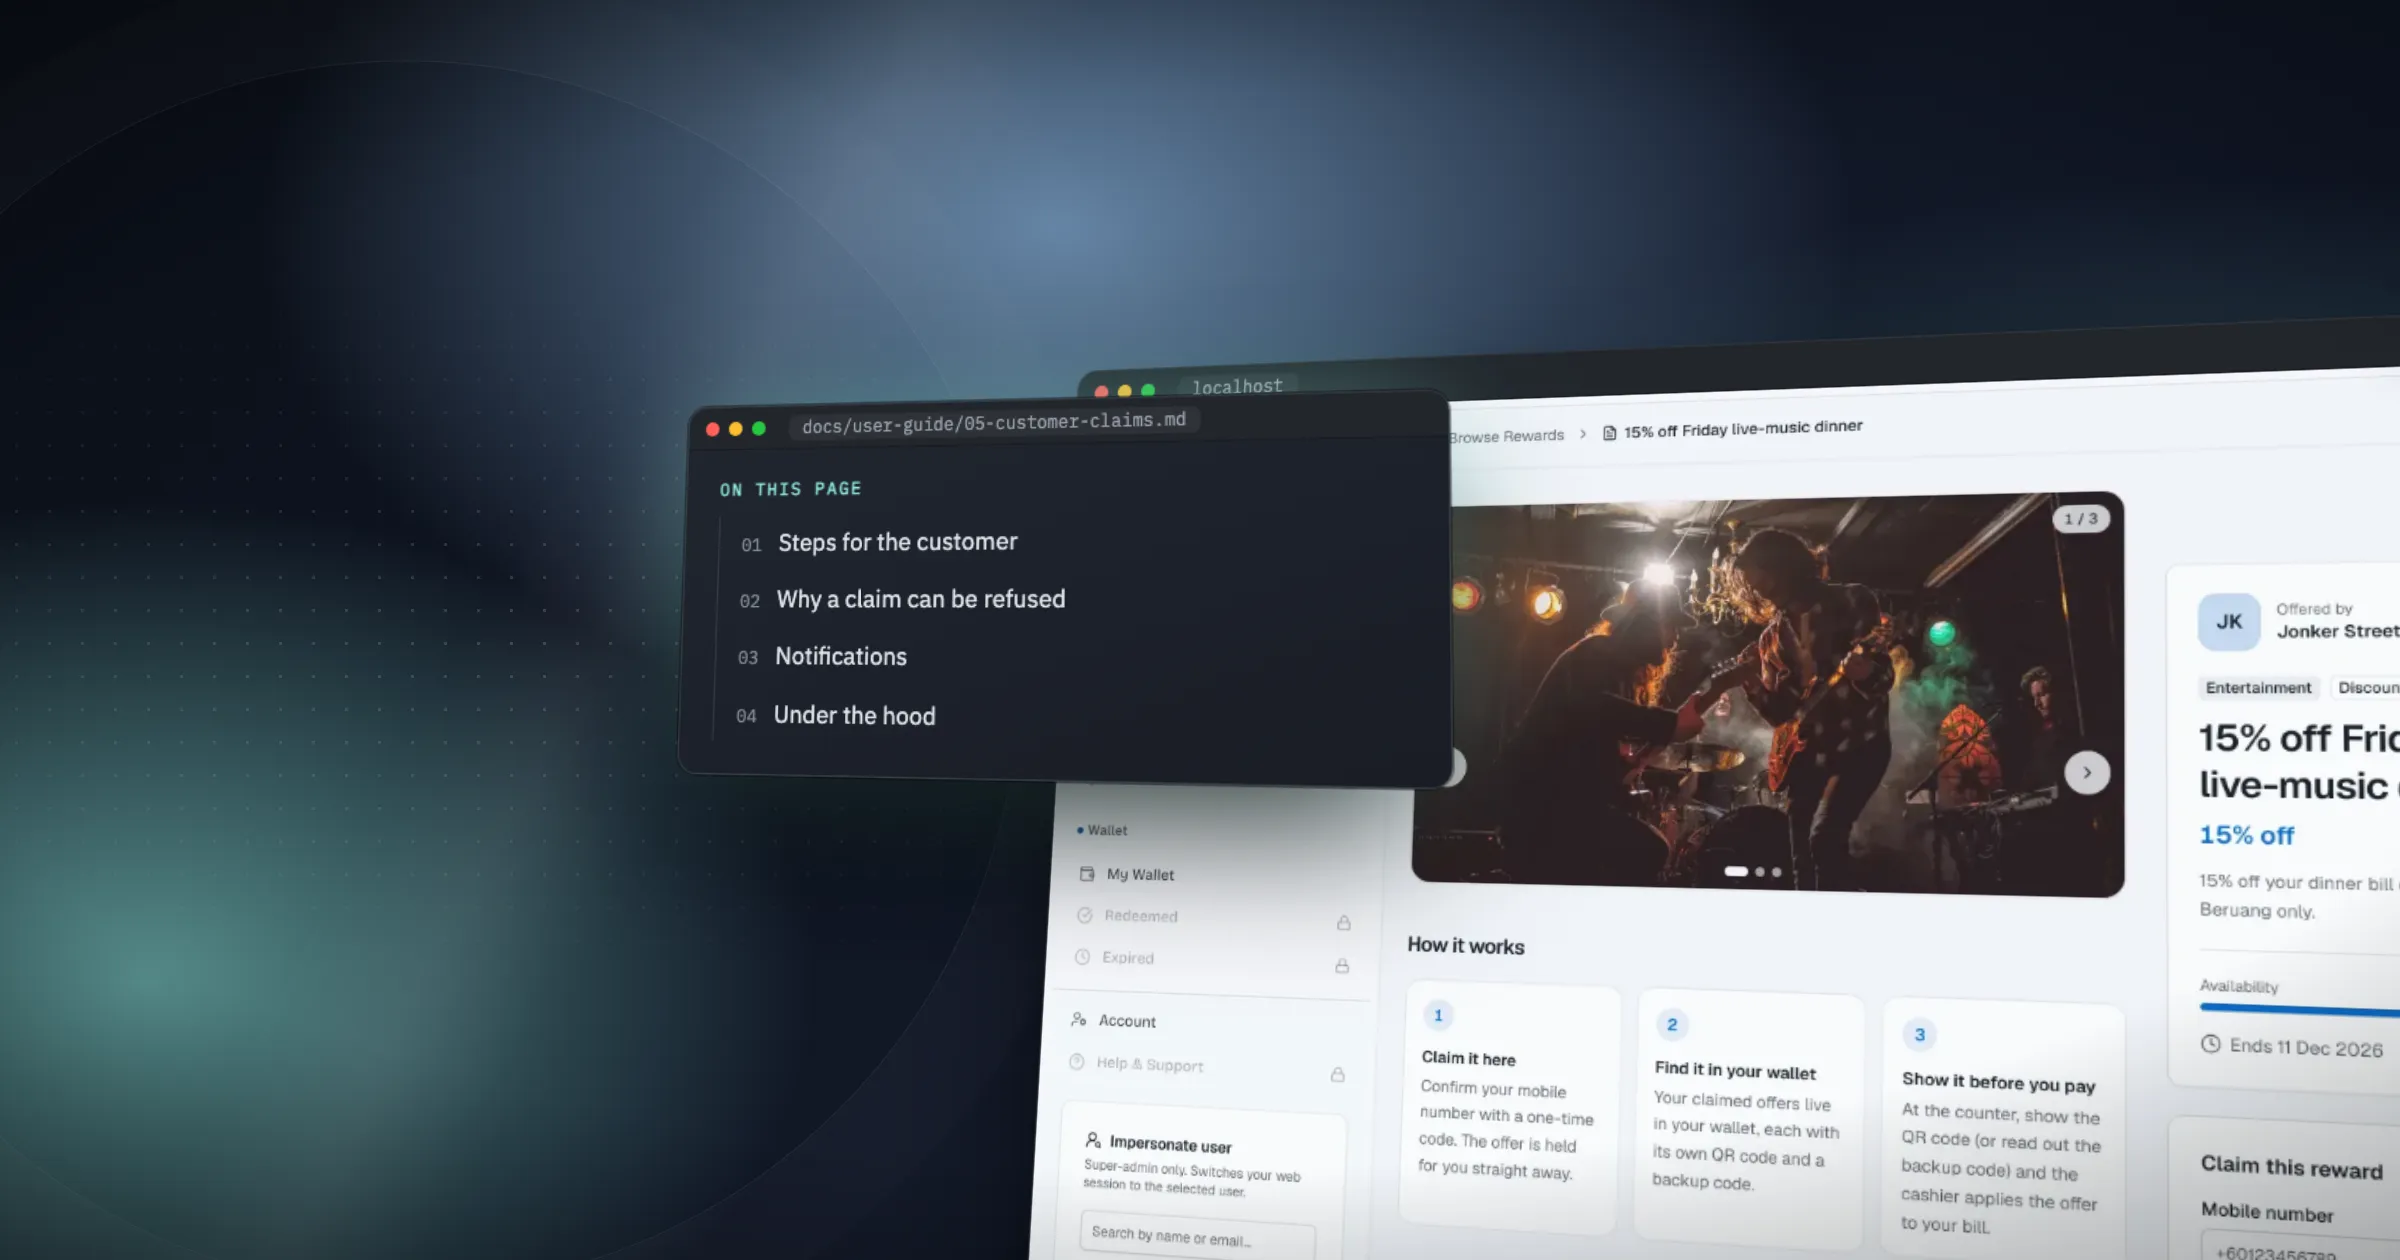 localhost
docs/user-guide/05-customer-claims.md
ON THIS PAGE
01 Steps for the customer
02 Why a claim can be refused
03 Notifications
04 Under the hood
Browse Rewards
15% off Friday live-music dinner
1 / 3
Wallet
My Wallet
Redeemed
Expired
Account
Help & Support
Impersonate user
Super-admin only. Switches your web
session to the selected user.
Search by name or email...
How it works
1
Claim it here
Confirm your mobile
number with a one-time
code. The offer is held
for you straight away.
2
Find it in your wallet
Your claimed offers live
in your wallet, each with
its own QR code and a
backup code.
3
Show it before you pay
At the counter, show the
QR code (or read out the
backup code) and the
cashier applies the offer
to your bill.
JK
Offered by
Jonker Street
Entertainment
15% off
live-music
15% off
15% off your dinner bill
Beruang only.
Availability
Ends 11 Dec 2026
Claim this reward
Mobile number
+60123456789